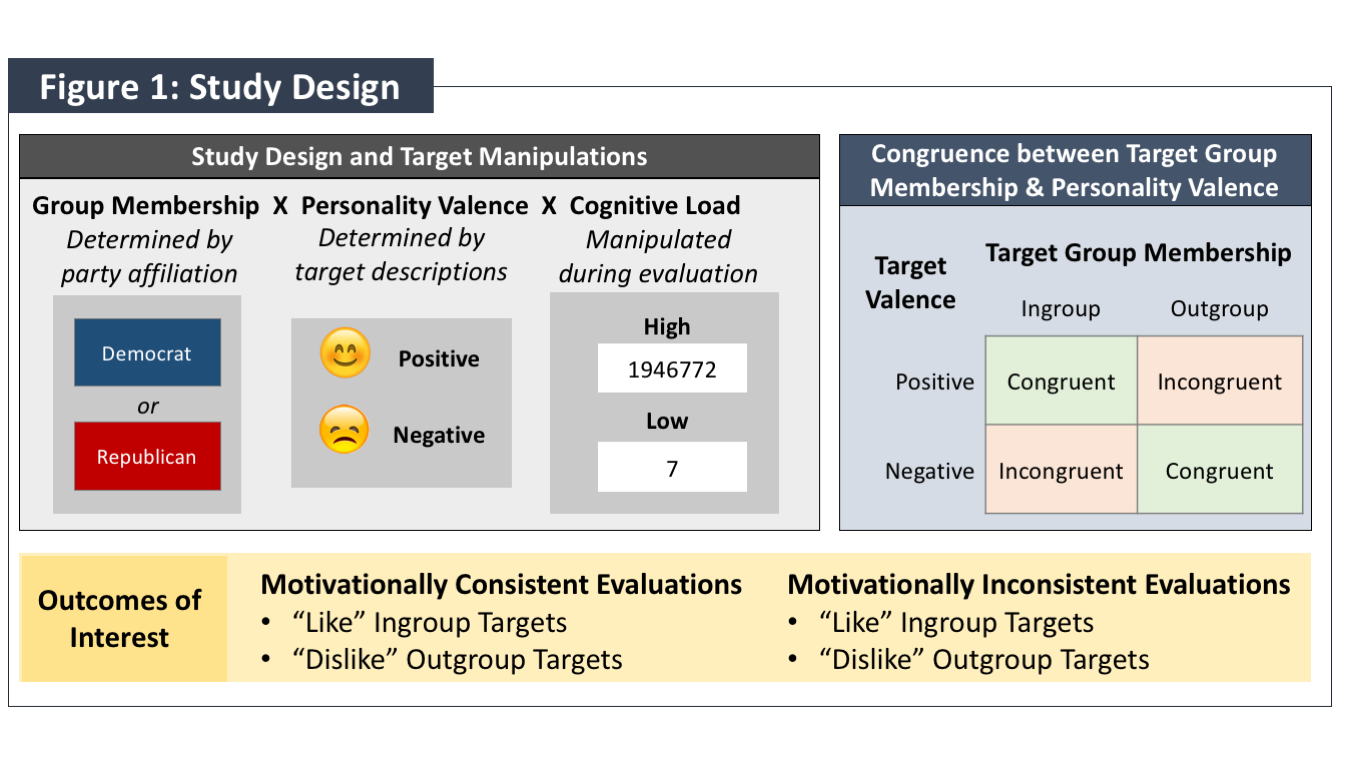 Figure 1: Study Design
Study Design and Target Manipulations
Group Membership X Personality Valence X Cognitive Load
Determined by
party affiliation
Determined by
target descriptions
Manipulated
during evaluation
Democrat
or
Republican
Positive
Negative
High
1946772
Low
7
Congruence between Target Group
Membership & Personality Valence
Target
Valence
Target Group Membership
Ingroup
Outgroup
Positive
Congruent
Incongruent
Negative
Incongruent
Congruent
Outcomes of
Interest
Motivationally Consistent Evaluations
• “Like” Ingroup Targets
• “Dislike” Outgroup Targets
Motivationally Inconsistent Evaluations
• “Like” Ingroup Targets
• “Dislike” Outgroup Targets